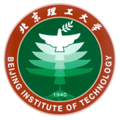 北京理工大学
1940
BEIJING INSTITUTE OF TECHNOLOGY